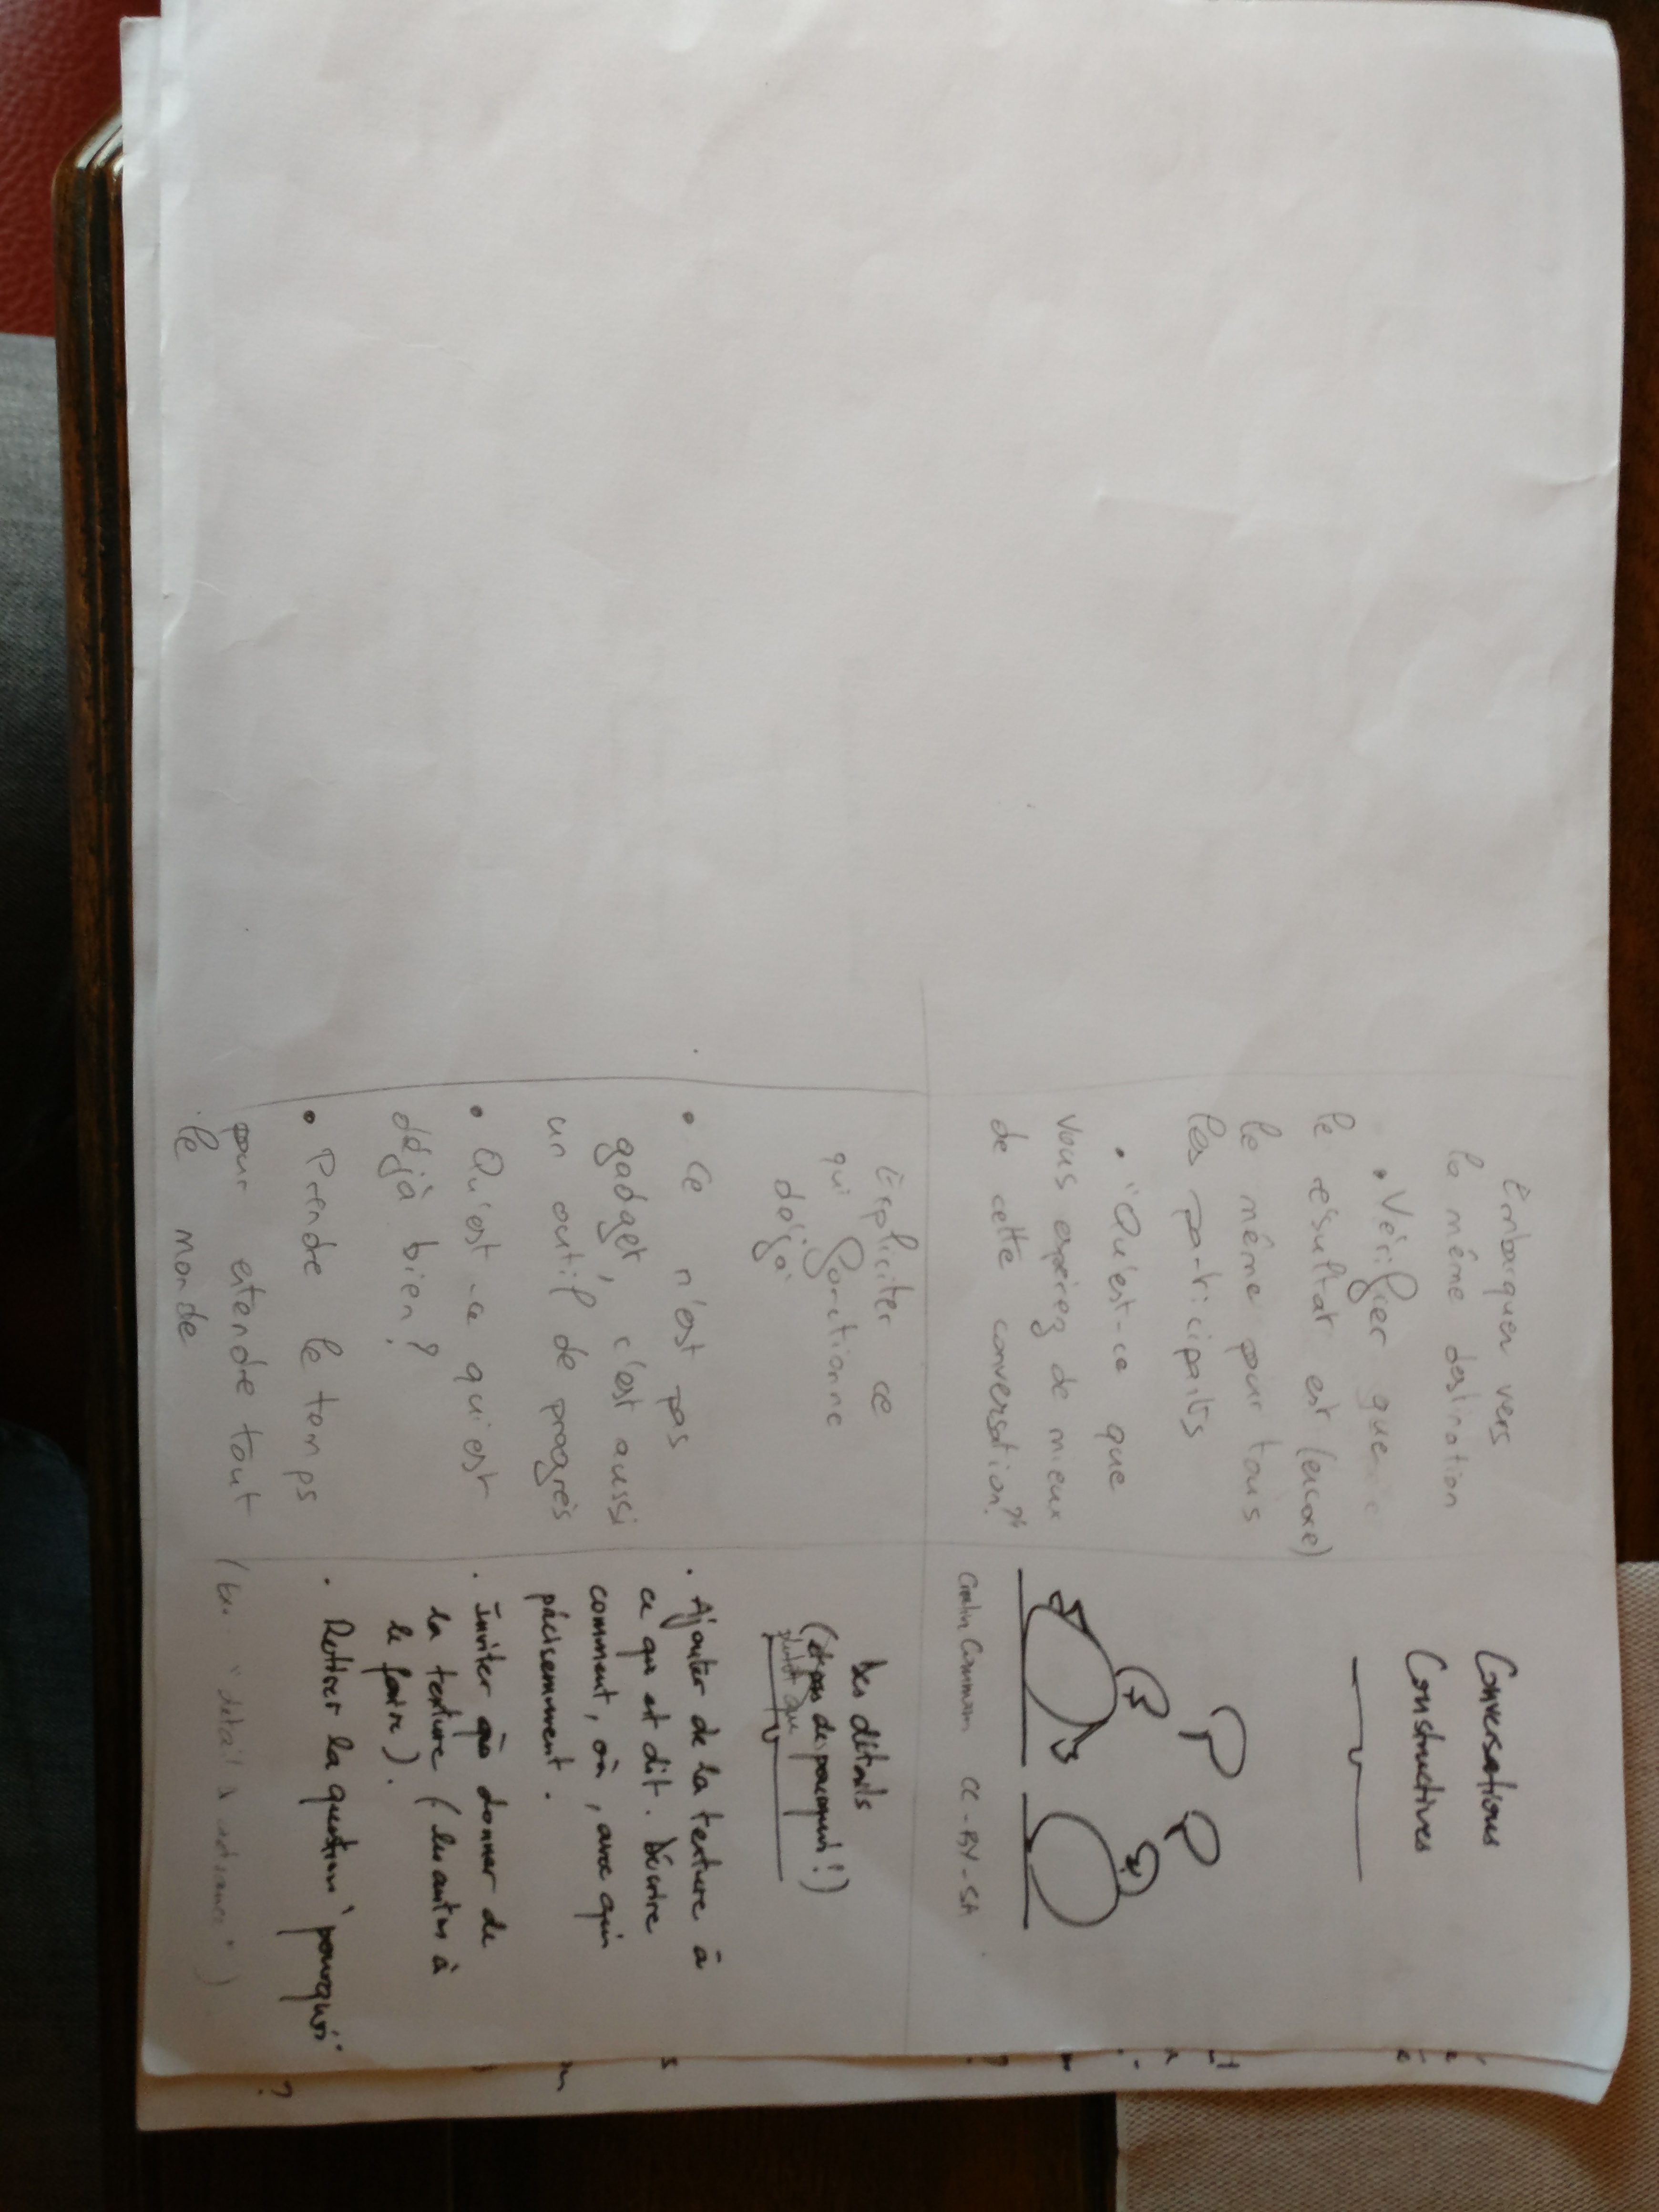 Embarquer vers
la même destination
• Vérifier que
le résultat est (encore)
le même pour tous
les participants
• "Qu'est-ce que
vous espérez de mieux
de cette conversation?"
Conversations
Constructives
Creative Commons CC-BY-SA
Expliciter ce
qui fonctionne
déjà
• Ce n'est pas
gadget, c'est aussi
un outil de progrès
• Qu'est-ce qui est
déjà bien?
• Prendre le temps
pour entendre tout
le monde
Des détails
(et pas des pourquoi!)
plutôt que
• Ajouter de la texture à
ce qui est dit. Décrire
comment, où, avec qui
précisément.
• Inviter à donner de
la texture (les autres à
le faire).
• Retirer la question "pourquoi"
"détail"
?